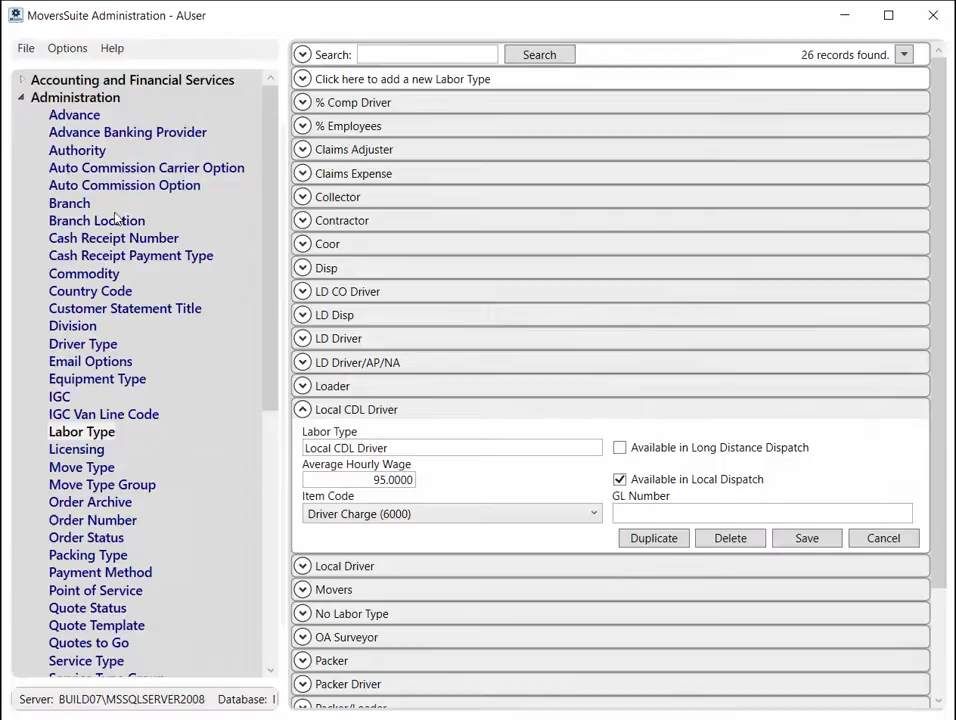 MoversSuite Administration - AUser
File Options Help
Accounting and Financial Services
Administration
Advance
Advance Banking Provider
Authority
Auto Commission Carrier Option
Auto Commission Option
Branch
Branch Location
Cash Receipt Number
Cash Receipt Payment Type
Commodity
Country Code
Customer Statement Title
Division
Driver Type
Email Options
Equipment Type
IGC
IGC Van Line Code
Labor Type
Licensing
Move Type
Move Type Group
Order Archive
Order Number
Order Status
Packing Type
Payment Method
Point of Service
Quote Status
Quote Template
Quotes to Go
Service Type
Service Type Group
Server: BUILD07\MSSQLSERVER2008 Database:
Search: Search 26 records found.
Click here to add a new Labor Type
% Comp Driver
% Employees
Claims Adjuster
Claims Expense
Collector
Contractor
Coor
Disp
LD CO Driver
LD Disp
LD Driver
LD Driver/AP/NA
Loader
Local CDL Driver
Labor Type
Local CDL Driver Available in Long Distance Dispatch
Average Hourly Wage
95.0000 Available in Local Dispatch
Item Code GL Number
Driver Charge (6000)
Duplicate Delete Save Cancel
Local Driver
Movers
No Labor Type
OA Surveyor
Packer
Packer Driver
Packer/Loader